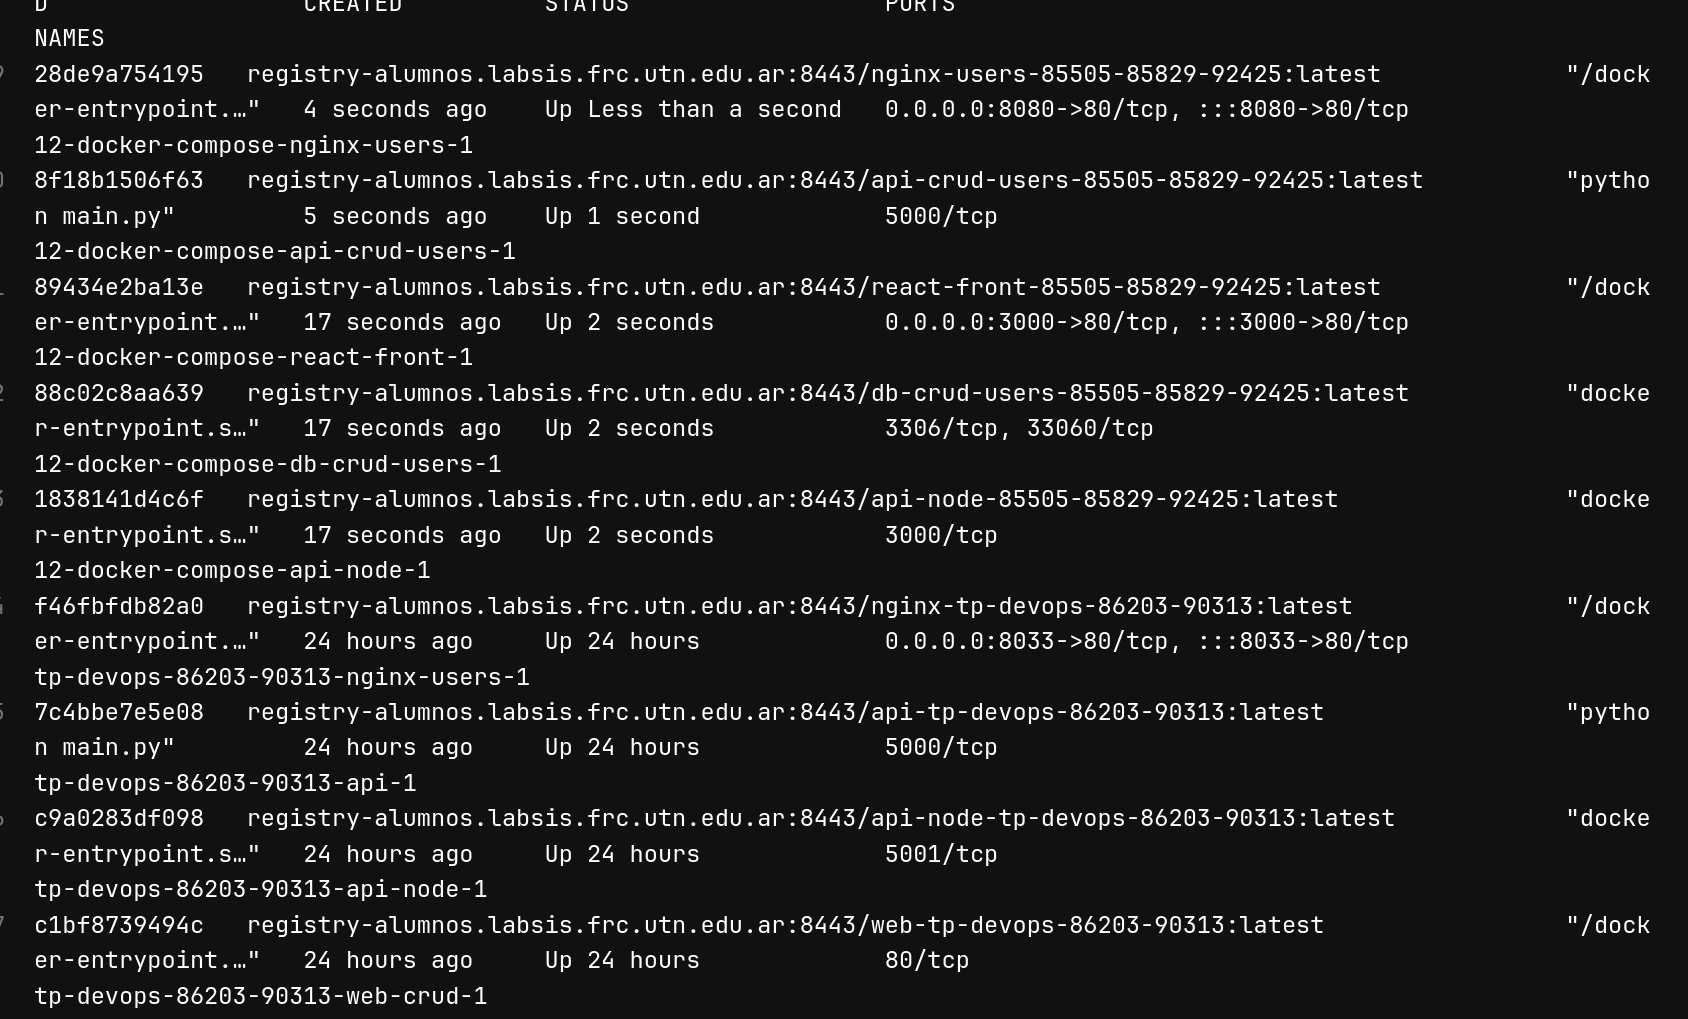 D CREATED STATUS PORTS
NAMES
28de9a754195 registry-alumnos.labsis.frc.utn.edu.ar:8443/nginx-users-85505-85829-92425:latest "/dock
er-entrypoint.…" 4 seconds ago Up Less than a second 0.0.0.0:8080->80/tcp, :::8080->80/tcp
12-docker-compose-nginx-users-1
8f18b1506f63 registry-alumnos.labsis.frc.utn.edu.ar:8443/api-crud-users-85505-85829-92425:latest "pytho
n main.py" 5 seconds ago Up 1 second 5000/tcp
12-docker-compose-api-crud-users-1
89434e2ba13e registry-alumnos.labsis.frc.utn.edu.ar:8443/react-front-85505-85829-92425:latest "/dock
er-entrypoint.…" 17 seconds ago Up 2 seconds 0.0.0.0:3000->80/tcp, :::3000->80/tcp
12-docker-compose-react-front-1
88c02c8aa639 registry-alumnos.labsis.frc.utn.edu.ar:8443/db-crud-users-85505-85829-92425:latest "docke
r-entrypoint.s…" 17 seconds ago Up 2 seconds 3306/tcp, 33060/tcp
12-docker-compose-db-crud-users-1
1838141d4c6f registry-alumnos.labsis.frc.utn.edu.ar:8443/api-node-85505-85829-92425:latest "docke
r-entrypoint.s…" 17 seconds ago Up 2 seconds 3000/tcp
12-docker-compose-api-node-1
f46fbfdb82a0 registry-alumnos.labsis.frc.utn.edu.ar:8443/nginx-tp-devops-86203-90313:latest "/dock
er-entrypoint.…" 24 hours ago Up 24 hours 0.0.0.0:8033->80/tcp, :::8033->80/tcp
tp-devops-86203-90313-nginx-users-1
7c4bbe7e5e08 registry-alumnos.labsis.frc.utn.edu.ar:8443/api-tp-devops-86203-90313:latest "pytho
n main.py" 24 hours ago Up 24 hours 5000/tcp
tp-devops-86203-90313-api-1
c9a0283df098 registry-alumnos.labsis.frc.utn.edu.ar:8443/api-node-tp-devops-86203-90313:latest "docke
r-entrypoint.s…" 24 hours ago Up 24 hours 5001/tcp
tp-devops-86203-90313-api-node-1
c1bf8739494c registry-alumnos.labsis.frc.utn.edu.ar:8443/web-tp-devops-86203-90313:latest "/dock
er-entrypoint.…" 24 hours ago Up 24 hours 80/tcp
tp-devops-86203-90313-web-crud-1